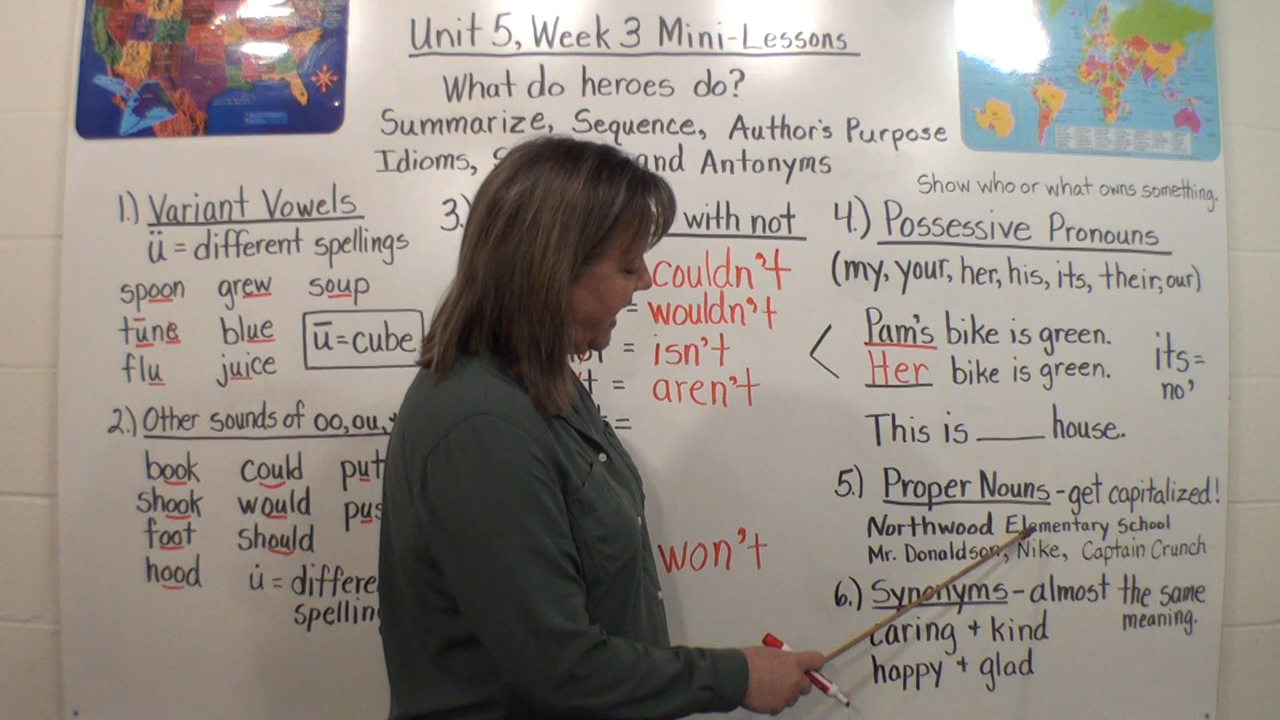 Unit 5, Week 3 Mini-Lessons
What do heroes do?
Summarize, Sequence, Author's Purpose
Idioms, and Antonyms
1.) Variant Vowels
ü = different spellings
spoon grew soup
tune blue
flu juice
ū = cube
2.) Other sounds of oo, ou,
book could put
shook would
foot should
hood
u̇ =
3.) with not
couldn't
= wouldn't
= isn't
= aren't
=
won't
Show who or what owns something.
4.) Possessive Pronouns
(my, your, her, his, its, their, our)
< Pam's bike is green.
Her bike is green.
its =
no '
This is ____ house.
5.) Proper Nouns - get capitalized!
Northwood Elementary School
Mr. Donaldson, Nike, Captain Crunch
6.) Synonyms - almost the same
meaning.
caring + kind
happy + glad